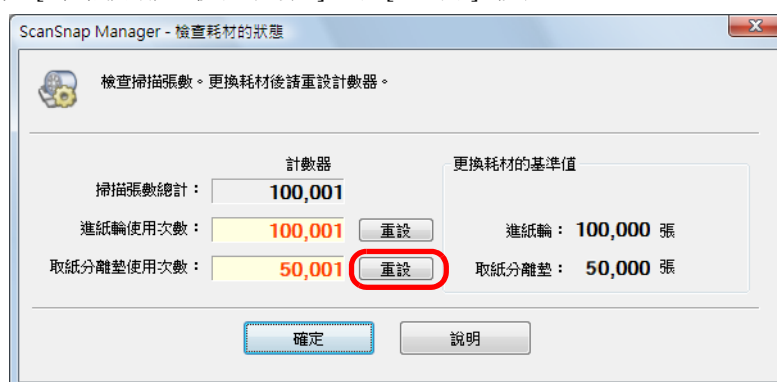 ScanSnap Manager - 檢查耗材的狀態
檢查掃描張數。更換耗材後請重設計數器。
計數器
更換耗材的基準值
掃描張數總計： 100,001
進紙輪使用次數： 100,001 重設 進紙輪： 100,000 張
取紙分離墊使用次數： 50,001 重設 取紙分離墊： 50,000 張
確定 說明